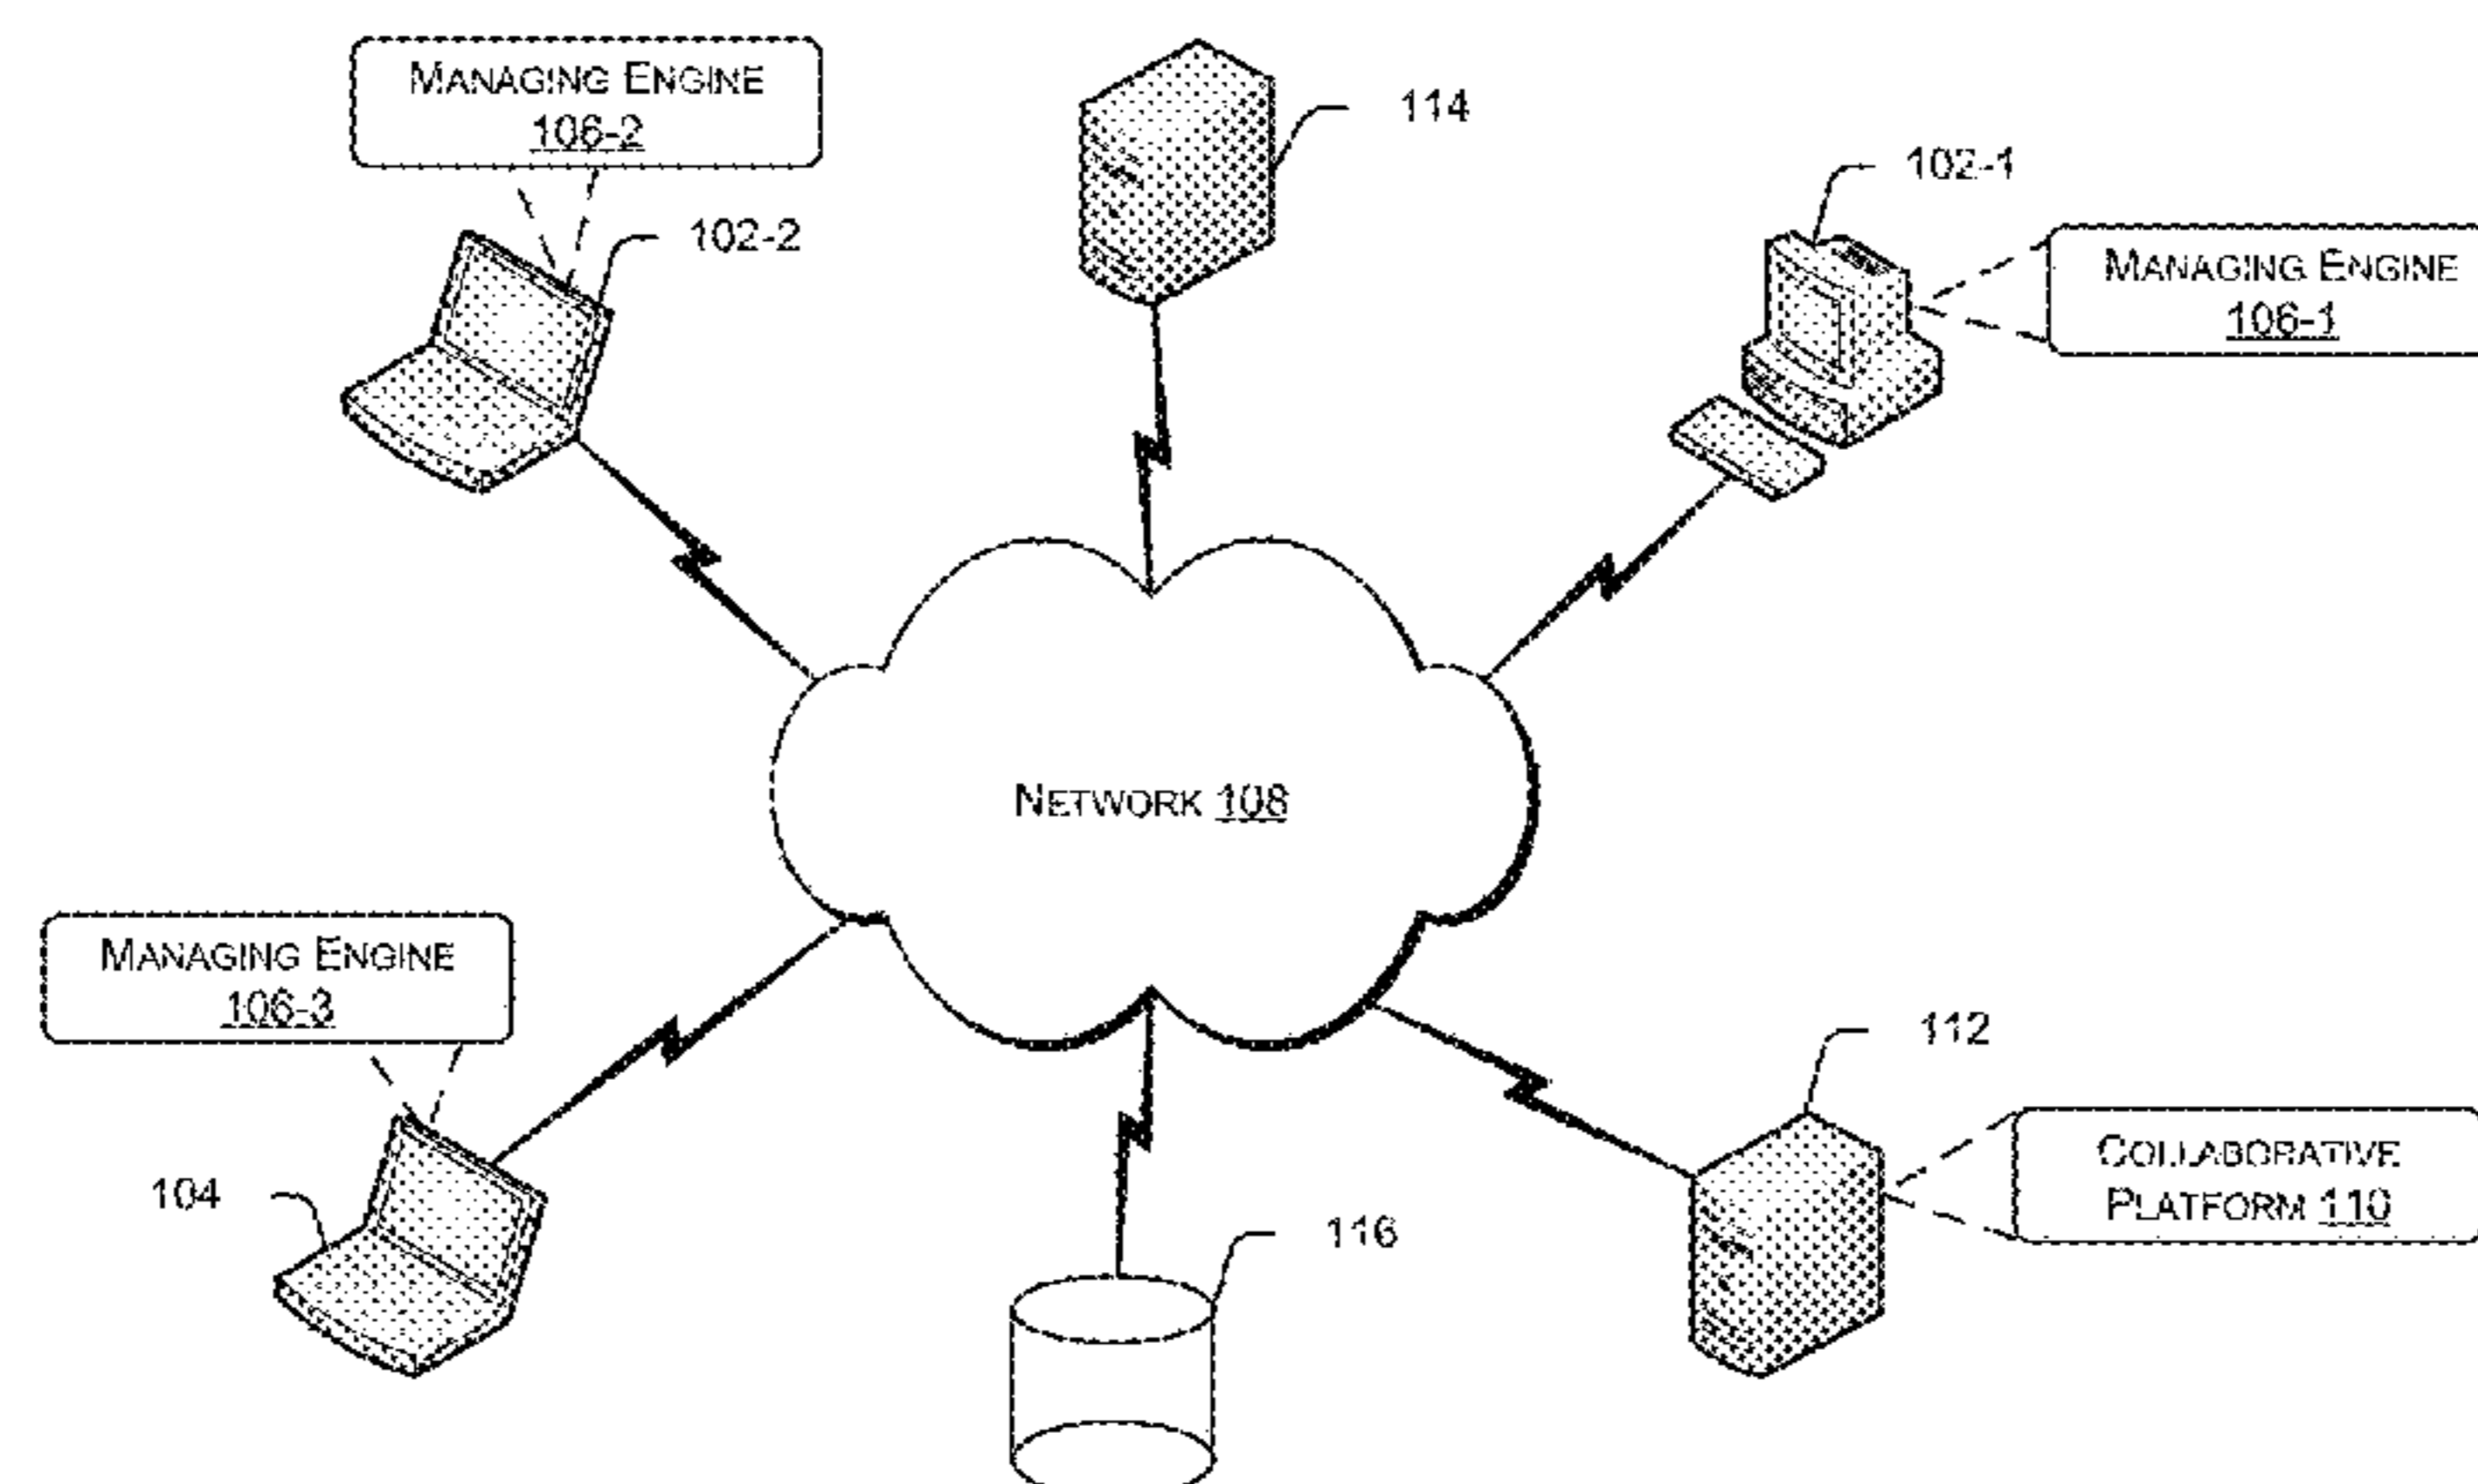 MANAGING ENGINE
106-2
114
102-1
102-2
MANAGING ENGINE
106-1
NETWORK 108
MANAGING ENGINE
106-3
112
104
COLLABORATIVE
PLATFORM 110
116